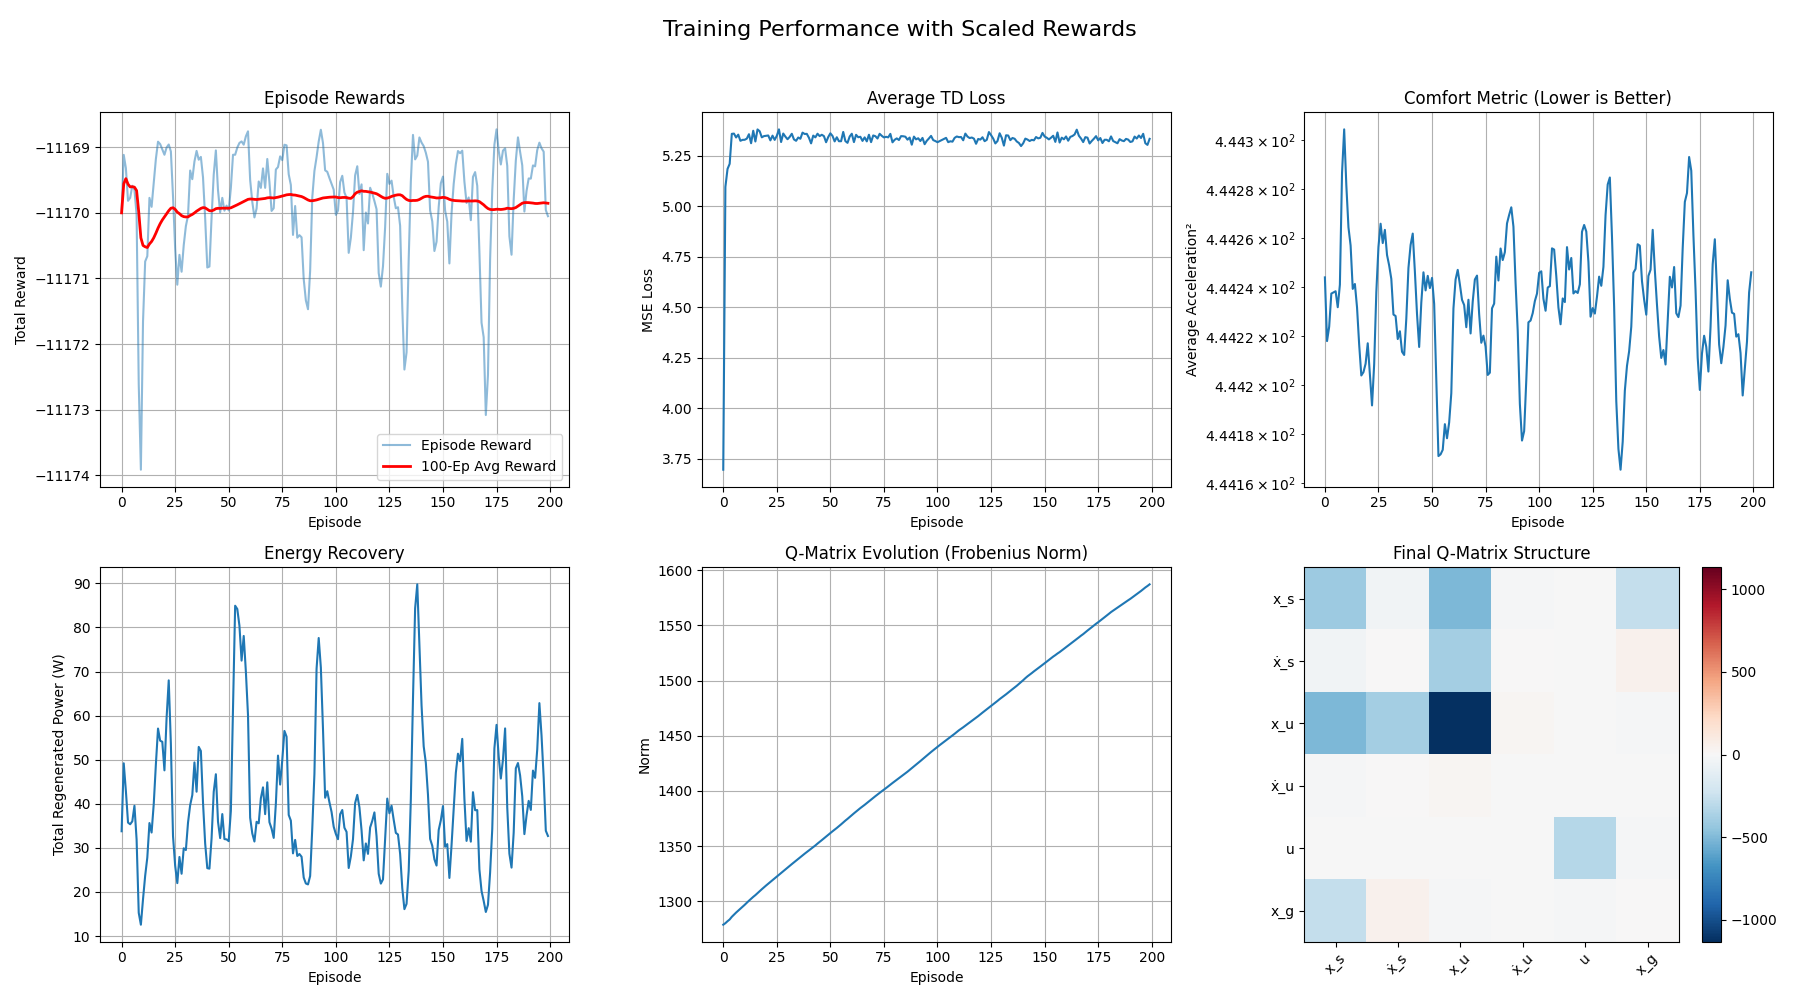 Training Performance with Scaled Rewards
Episode Rewards
Total Reward
−11169
−11170
−11171
−11172
−11173
−11174
Episode Reward
100-Ep Avg Reward
0 25 50 75 100 125 150 175 200
Episode
Average TD Loss
MSE Loss
5.25
5.00
4.75
4.50
4.25
4.00
3.75
0 25 50 75 100 125 150 175 200
Episode
Comfort Metric (Lower is Better)
Average Acceleration²
4.443 × 10²
4.4428 × 10²
4.4426 × 10²
4.4424 × 10²
4.4422 × 10²
4.442 × 10²
4.4418 × 10²
4.4416 × 10²
0 25 50 75 100 125 150 175 200
Episode
Energy Recovery
Total Regenerated Power (W)
90
80
70
60
50
40
30
20
10
0 25 50 75 100 125 150 175 200
Episode
Q-Matrix Evolution (Frobenius Norm)
Norm
1600
1550
1500
1450
1400
1350
1300
0 25 50 75 100 125 150 175 200
Episode
Final Q-Matrix Structure
x_s
ẋ_s
x_u
ẋ_u
u
x_g
x_s ẋ_s x_u ẋ_u u x_g
1000
500
0
−500
−1000